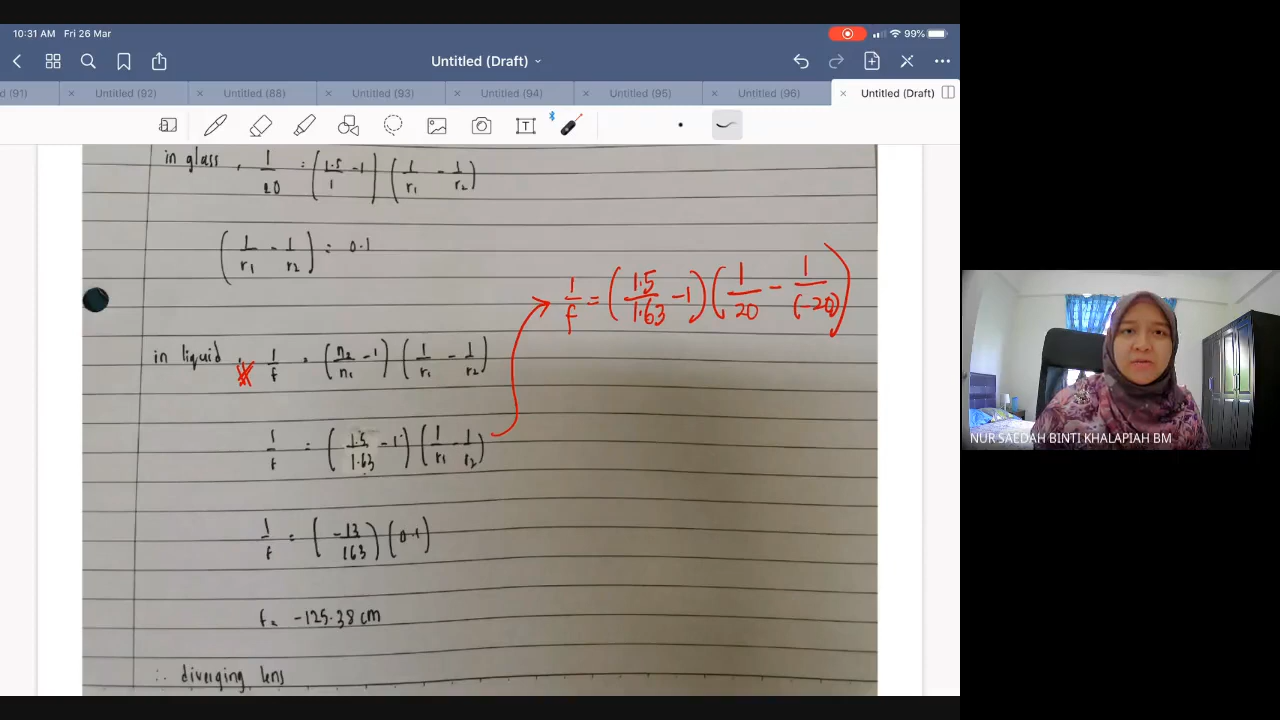 10:31 AM Fri 26 Mar
99%
Untitled (Draft)
d (91)
Untitled (92)
Untitled (88)
Untitled (93)
Untitled (94)
Untitled (95)
Untitled (96)
Untitled (Draft)
in glass, 1/20 = (1.5/1 - 1) (1/r₁ - 1/r₂)
(1/r₁ - 1/r₂) = 0.1
1/f = (1.5/1.63 - 1) (1/20 - 1/(-20))
in liquid, 1/f = (n₂/n₁ - 1) (1/r₁ - 1/r₂)
1/f = (1.5/1.63 - 1) (1/r₁ - 1/r₂)
1/f = (-13/163) (0.1)
f = -125.38 cm
∴ diverging lens
NUR SAEDAH BINTI KHALAPIAH BM